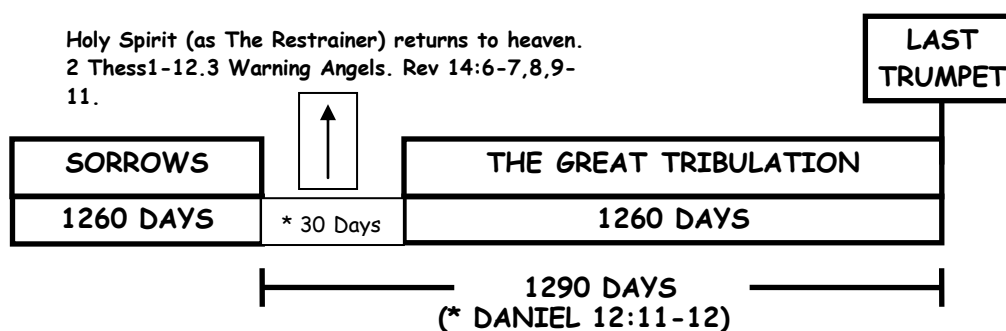 Holy Spirit (as The Restrainer) returns to heaven.
2 Thess1-12.3 Warning Angels. Rev 14:6-7,8,9-
11.
LAST
TRUMPET
SORROWS
THE GREAT TRIBULATION
1260 DAYS
* 30 Days
1260 DAYS
1290 DAYS
(* DANIEL 12:11-12)